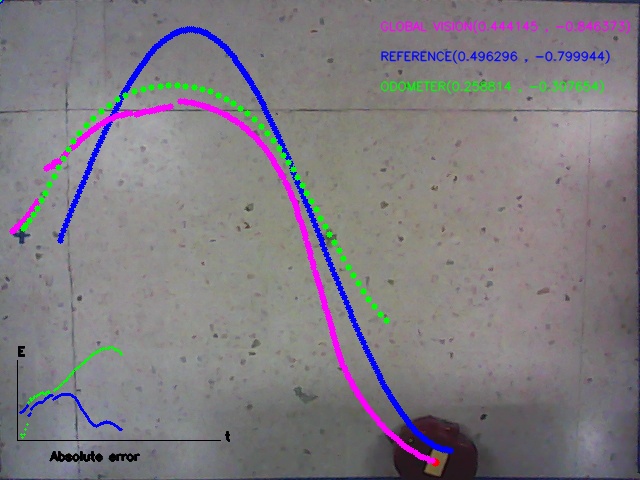 GLOBAL VISION(0.444145 , -0.846373)
REFERENCE(0.496296 , -0.799944)
ODOMETER(0.258814 , -0.307654)
E
t
Absolute error